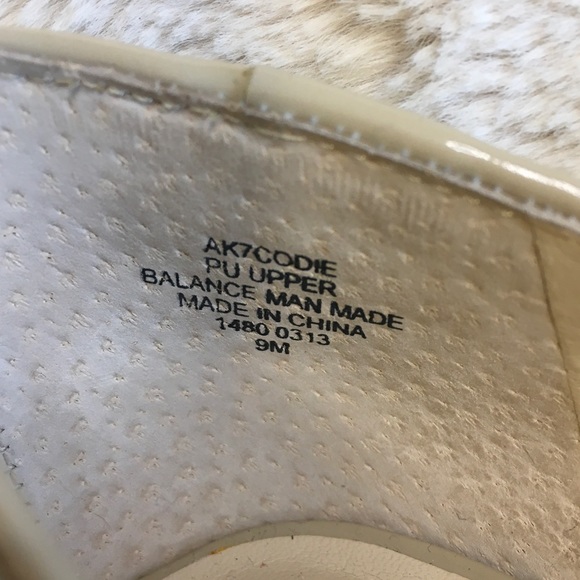 AK7CODIE
PU UPPER
BALANCE MAN MADE
MADE IN CHINA
1480 0313
9M